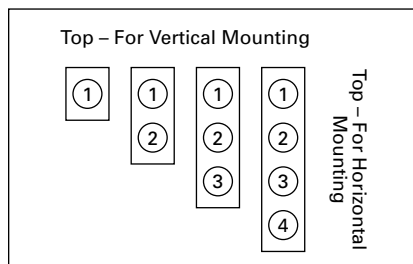 Top – For Vertical Mounting
1 1 1 1
2 2 2
3 3
4
Top – For Horizontal
Mounting